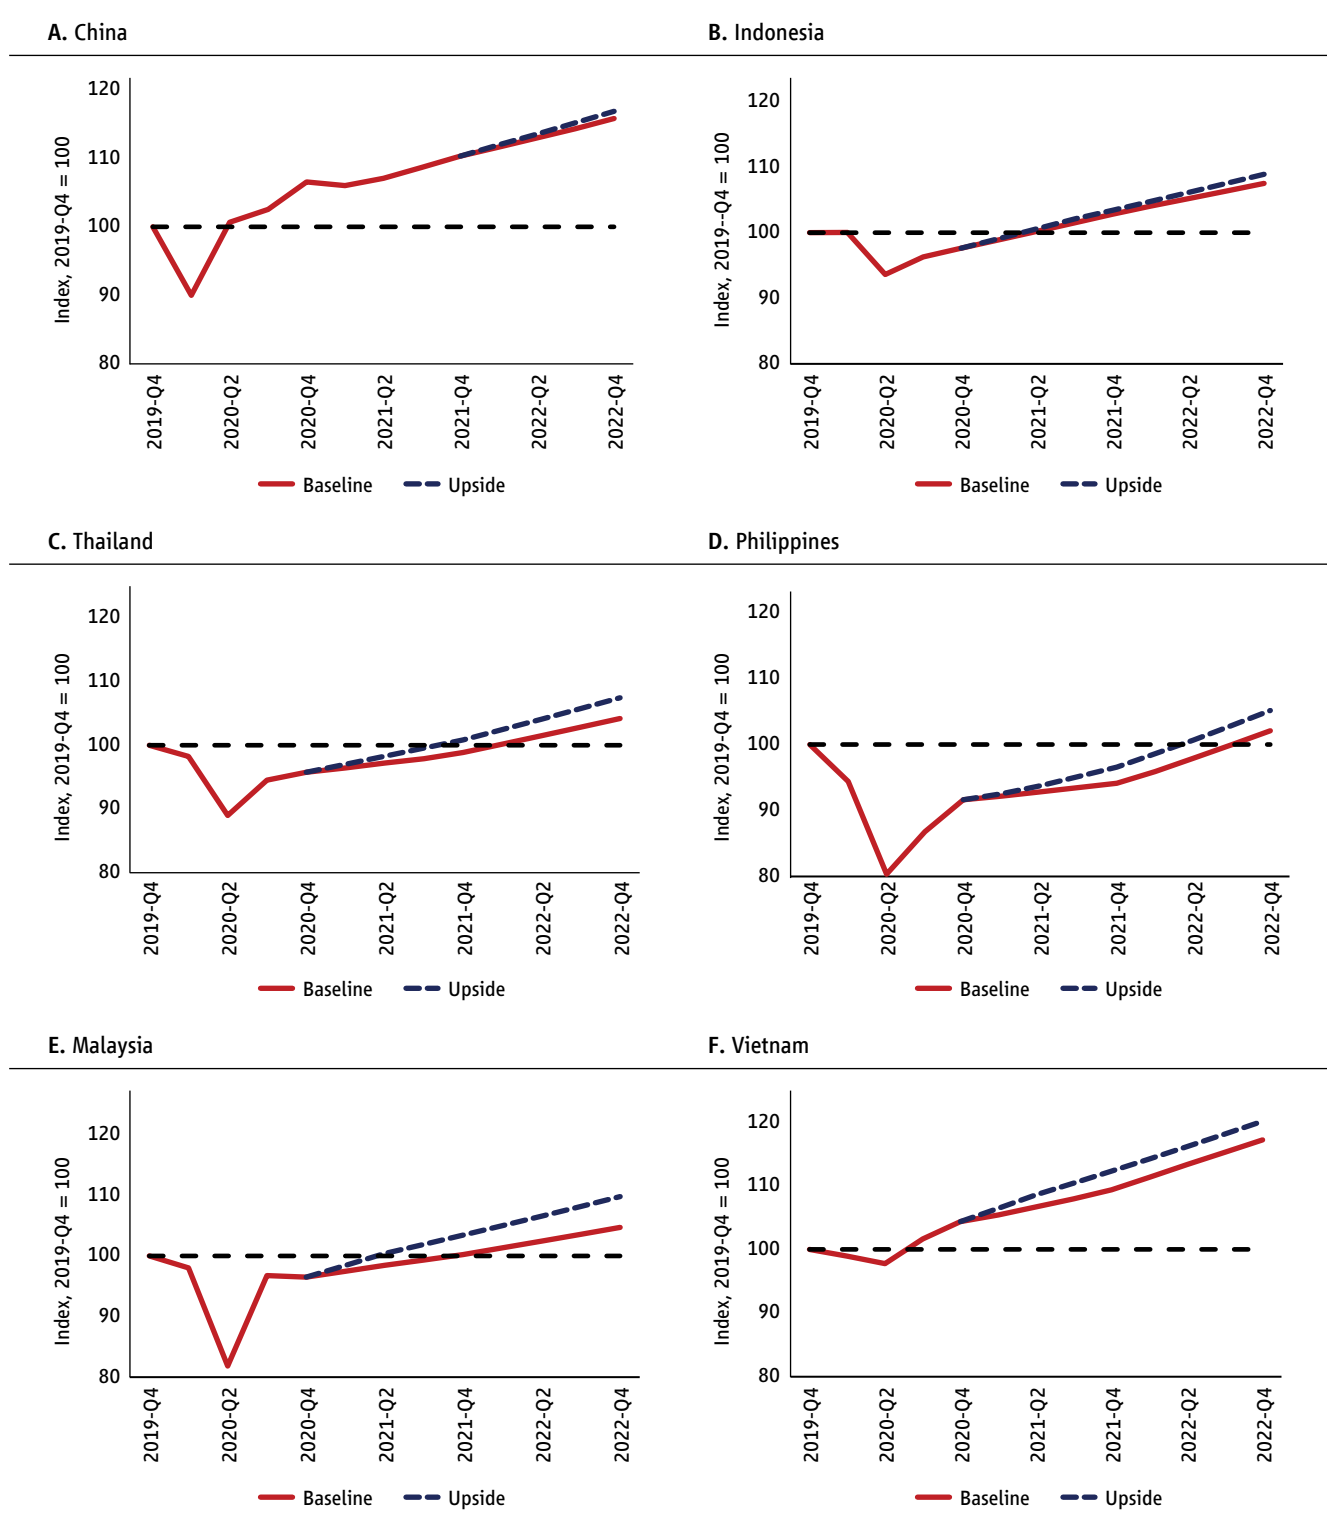 A. China
Index, 2019-Q4 = 100
120
110
100
90
80
2019-Q4
2020-Q2
2020-Q4
2021-Q2
2021-Q4
2022-Q2
2022-Q4
Baseline
Upside
B. Indonesia
Index, 2019--Q4 = 100
120
110
100
90
80
2019-Q4
2020-Q2
2020-Q4
2021-Q2
2021-Q4
2022-Q2
2022-Q4
Baseline
Upside
C. Thailand
Index, 2019-Q4 = 100
120
110
100
90
80
2019-Q4
2020-Q2
2020-Q4
2021-Q2
2021-Q4
2022-Q2
2022-Q4
Baseline
Upside
D. Philippines
Index, 2019-Q4 = 100
120
110
100
90
80
2019-Q4
2020-Q2
2020-Q4
2021-Q2
2021-Q4
2022-Q2
2022-Q4
Baseline
Upside
E. Malaysia
Index, 2019-Q4 = 100
120
110
100
90
80
2019-Q4
2020-Q2
2020-Q4
2021-Q2
2021-Q4
2022-Q2
2022-Q4
Baseline
Upside
F. Vietnam
Index, 2019-Q4 = 100
120
110
100
90
80
2019-Q4
2020-Q2
2020-Q4
2021-Q2
2021-Q4
2022-Q2
2022-Q4
Baseline
Upside